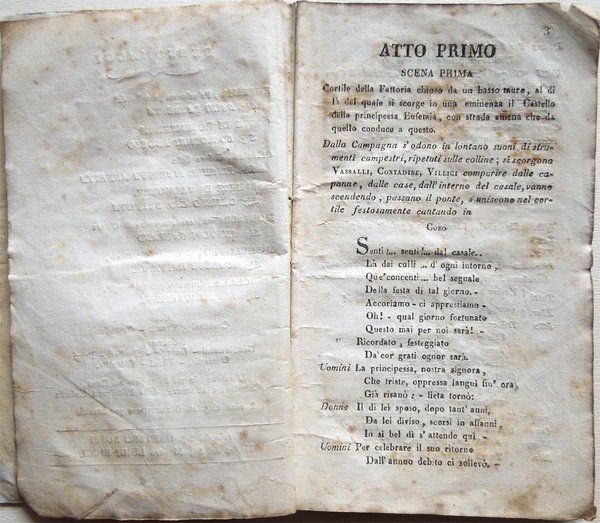 3
ATTO PRIMO
SCENA PRIMA
Cortile della Fattoria chiuso da un basso muro, al di
là del quale si scorge in una eminenza il Castello
della principessa Eufemia, con strada amena che da
quello conduce a questo.
Dalla Campagna s'odono in lontano suoni di stru-
menti campestri, ripetuti sulle colline; si scorgono
VASSALLI, CONTADINE, VILLICI comparire dalle ca-
panne, dalle case, dall'interno del casale, vanno
scendendo, passano il ponte, s'uniscono nel cor-
tile festosamente cantando in
CORO
Senti!... senti!... dal casale..
Là dai colli ... d'ogni intorno,
Que'concenti... bel segnale
Della festa di tal giorno. -
Accoriamo - ci apprestiamo -
Oh! - qual giorno fortunato
Questo mai per noi sarà! -
Ricordato, festeggiato
Da'cor grati ognor sarà.
Uomini La principessa, nostra signora,
Che triste, oppressa languì fin'ora,
Già risanò: - lieta tornò:
Donne Il di lei sposo, dopo tant'anni,
Da lei diviso, scorsi in affanni,
In sì bel dì s'attende quì -
Uomini Per celebrare il suo ritorno
Dall'annuo debito ci sollevò. -